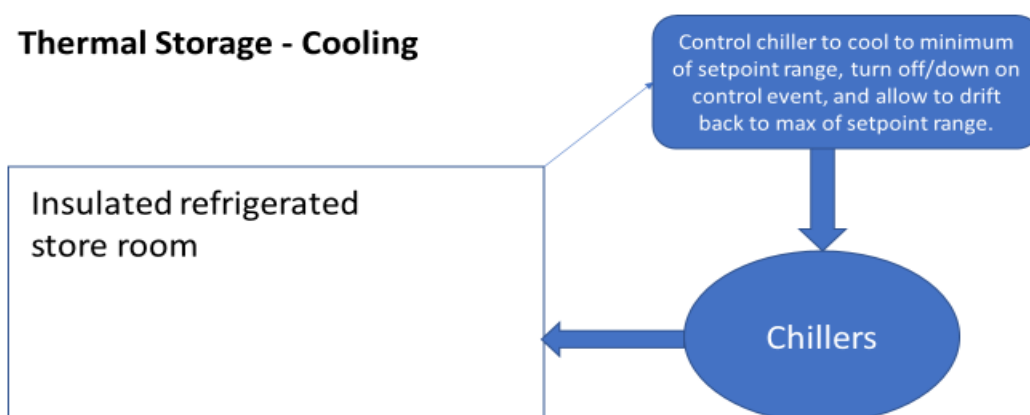 Thermal Storage - Cooling
Control chiller to cool to minimum
of setpoint range, turn off/down on
control event, and allow to drift
back to max of setpoint range.
Insulated refrigerated
store room
Chillers